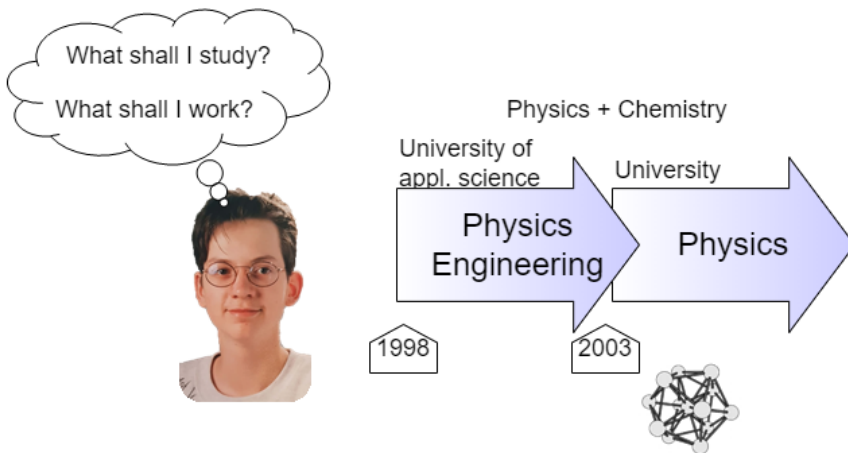 What shall I study?
What shall I work?
Physics + Chemistry
University of
appl. science
University
Physics
Engineering
Physics
1998
2003